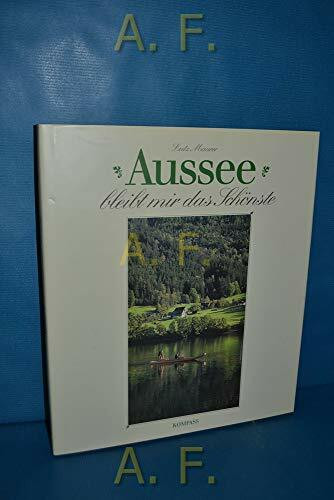 A. F.
Lutz Maurer
Aussee
bleibt mir das Schönste
A. F.
KOMPASS
A. F.